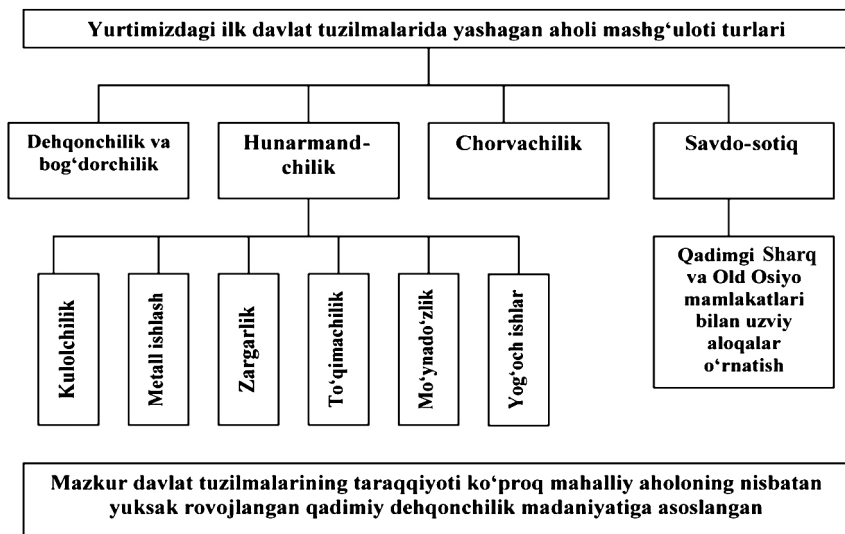 Yurtimizdagi ilk davlat tuzilmalarida yashagan aholi mashg‘uloti turlari
Dehqonchilik va
bog‘dorchilik
Hunarmand-
chilik
Chorvachilik
Savdo-sotiq
Kulolchilik
Metall ishlash
Zargarlik
To‘qimachilik
Mo‘ynado‘zlik
Yog‘och ishlar
Qadimgi Sharq
va Old Osiyo
mamlakatlari
bilan uzviy
aloqalar
o‘rnatish
Mazkur davlat tuzilmalarining taraqqiyoti ko‘proq mahalliy aholoning nisbatan
yuksak rovojlangan qadimiy dehqonchilik madaniyatiga asoslangan